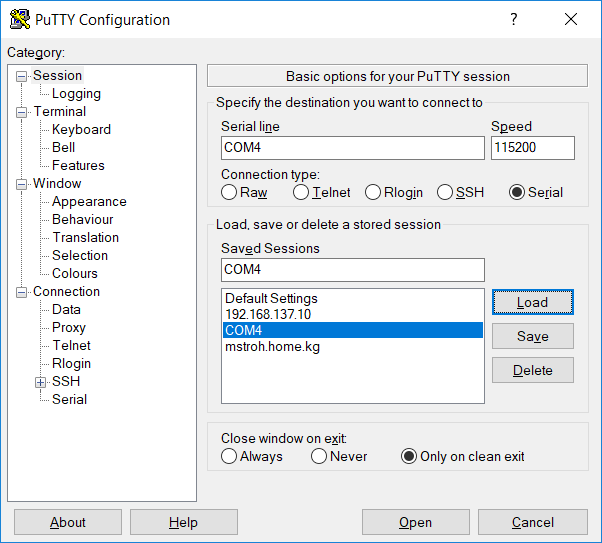 PuTTY Configuration
?
Category:
Session
Logging
Terminal
Keyboard
Bell
Features
Window
Appearance
Behaviour
Translation
Selection
Colours
Connection
Data
Proxy
Telnet
Rlogin
SSH
Serial
Basic options for your PuTTY session
Specify the destination you want to connect to
Serial line Speed
COM4 115200
Connection type:
Raw Telnet Rlogin SSH Serial
Load, save or delete a stored session
Saved Sessions
COM4
Default Settings
192.168.137.10
COM4
mstroh.home.kg
Load
Save
Delete
Close window on exit:
Always Never Only on clean exit
About Help Open Cancel